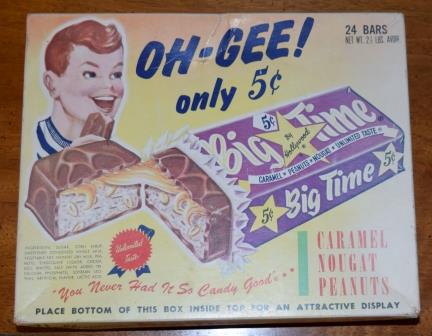 OH-GEE!
only 5¢
24 BARS
NET WT. 2½ LBS. AVOIR
5¢
Big Time
By Hollywood
CARAMEL • PEANUTS • NOUGAT • UNLIMITED TASTE
5¢ Big Time 5¢
Unlimited
Taste
"You Never Had It So Candy Good"
CARAMEL
NOUGAT
PEANUTS
PLACE BOTTOM OF THIS BOX INSIDE TOP FOR AN ATTRACTIVE DISPLAY